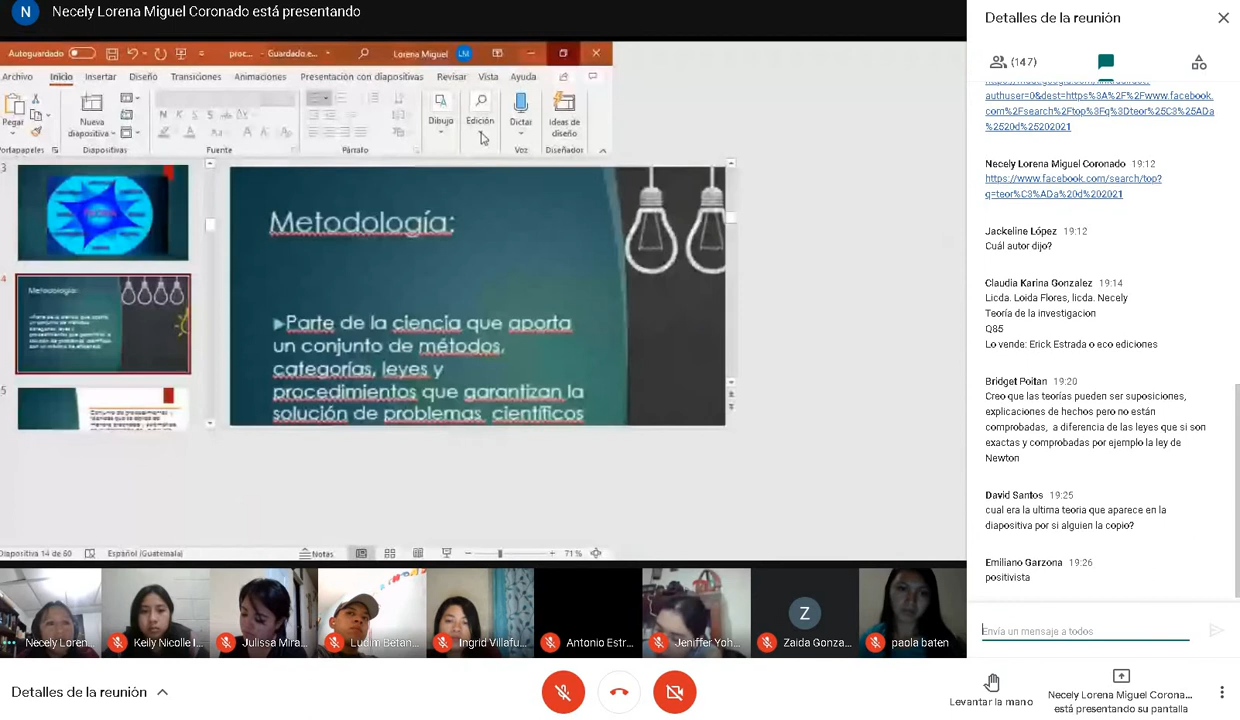 N
Necely Lorena Miguel Coronado está presentando
Autoguardado
proc... - Guardado e...
Lorena Miguel
LM
Archivo Inicio Insertar Diseño Transiciones Animaciones Presentación con diapositivas Revisar Vista Ayuda
Pegar
Nueva
diapositiva
Dibujo
Edición
Dictar
Ideas de
diseño
Portapapeles
Diapositivas
Fuente
Párrafo
Voz
Diseñador
3
4
Metodología:
5
Metodología:
Parte de la ciencia que aporta
un conjunto de métodos,
categorías, leyes y
procedimientos que garantizan la
solución de problemas científicos
Diapositiva 14 de 60
Español (Guatemala)
Notas
71 %
Necely Loren...
Keily Nicolle I...
Julissa Mira...
Ludim Betan...
Ingrid Villafu...
Antonio Estr...
Jeniffer Yoh...
Z
Zaida Gonza...
paola baten
Detalles de la reunión
Detalles de la reunión
(147)
authuser=0&dest=https%3A%2F%2Fwww.facebook.
com%2Fsearch%2Ftop%3Fq%3Dteor%25C3%25ADa
%2520d%25202021
Necely Lorena Miguel Coronado 19:12
https://www.facebook.com/search/top?
q=teor%C3%ADa%20d%202021
Jackeline López 19:12
Cuál autor dijo?
Claudia Karina Gonzalez 19:14
Licda. Loida Flores, licda. Necely
Teoría de la investigacion
Q85
Lo vende: Erick Estrada o eco ediciones
Bridget Poitan 19:20
Creo que las teorías pueden ser suposiciones,
explicaciones de hechos pero no están
comprobadas, a diferencia de las leyes que si son
exactas y comprobadas por ejemplo la ley de
Newton
David Santos 19:25
cual era la ultima teoria que aparece en la
diapositiva por si alguien la copio?
Emiliano Garzona 19:26
positivista
Envía un mensaje a todos
Levantar la mano
Necely Lorena Miguel Corona...
está presentando su pantalla